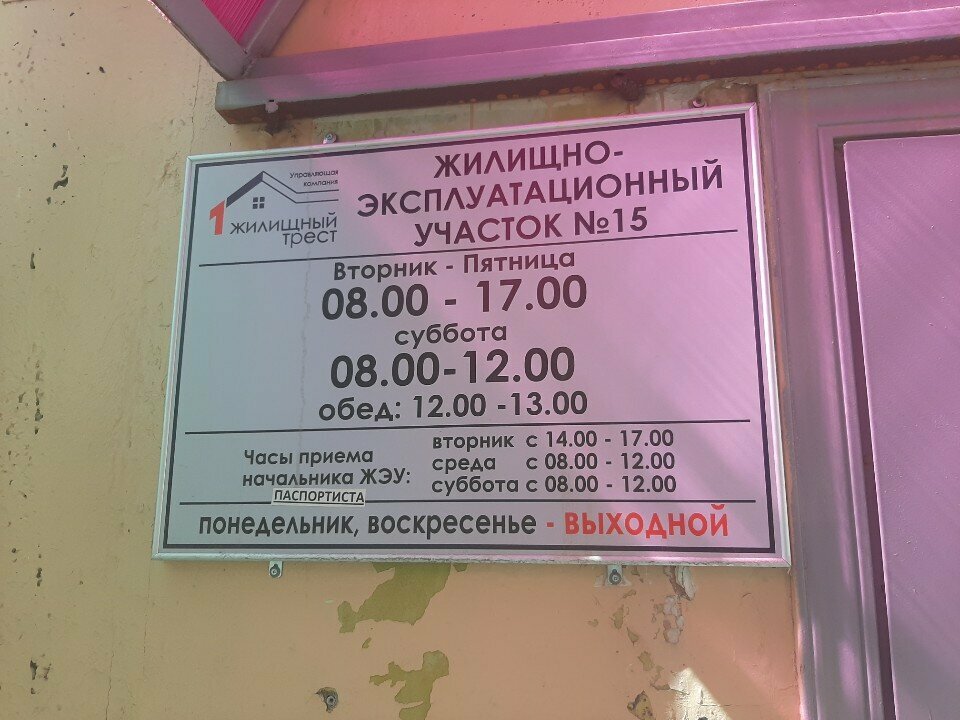 Управляющая
компания
1 ЖИЛИЩНЫЙ
трест
ЖИЛИЩНО-
ЭКСПЛУАТАЦИОННЫЙ
УЧАСТОК №15
Вторник - Пятница
08.00 - 17.00
суббота
08.00-12.00
обед: 12.00 -13.00
Часы приема
начальника ЖЭУ:
ПАСПОРТИСТА
вторник с 14.00 - 17.00
среда с 08.00 - 12.00
суббота с 08.00 - 12.00
понедельник, воскресенье - ВЫХОДНОЙ